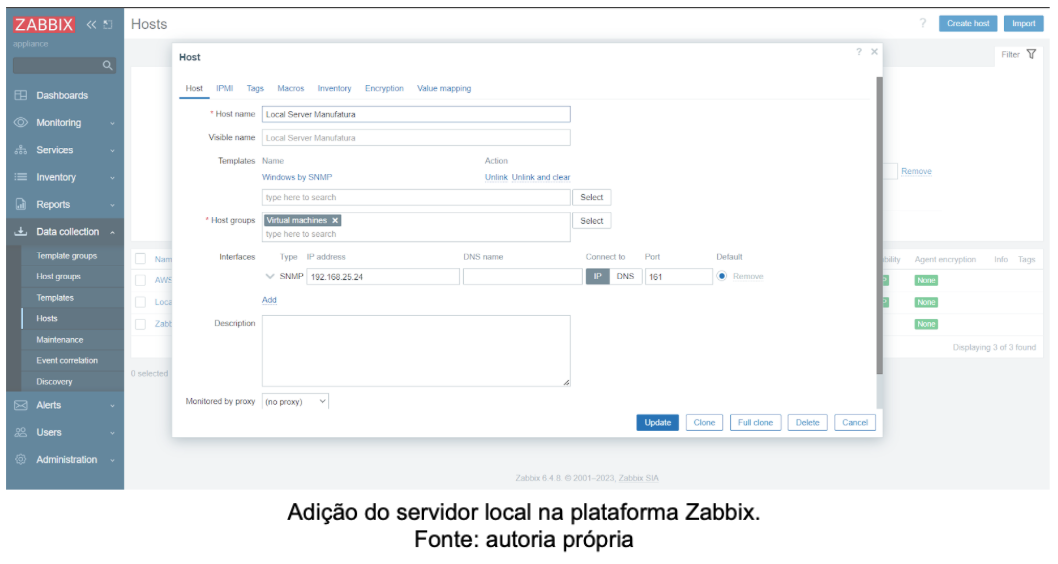 ZABBIX
appliance
Hosts
? Create host Import
Filter
Dashboards
Monitoring
Services
Inventory
Reports
Data collection
Template groups
Host groups
Templates
Hosts
Maintenance
Event correlation
Discovery
Alerts
Users
Administration
Host
? ×
Host IPMI Tags Macros Inventory Encryption Value mapping
* Host name Local Server Manufatura
Visible name Local Server Manufatura
Templates Name Action
Windows by SNMP Unlink Unlink and clear
type here to search Select
* Host groups Virtual machines × Select
type here to search
Interfaces Type IP address DNS name Connect to Port Default
SNMP 192.168.25.24 IP DNS 161 Remove
Add
Description
Monitored by proxy (no proxy)
Update Clone Full clone Delete Cancel
Remove
Agent encryption Info Tags
AWS None
None
None
Displaying 3 of 3 found
0 selected
Zabbix 6.4.8. © 2001–2023, Zabbix SIA
Adição do servidor local na plataforma Zabbix.
Fonte: autoria própria